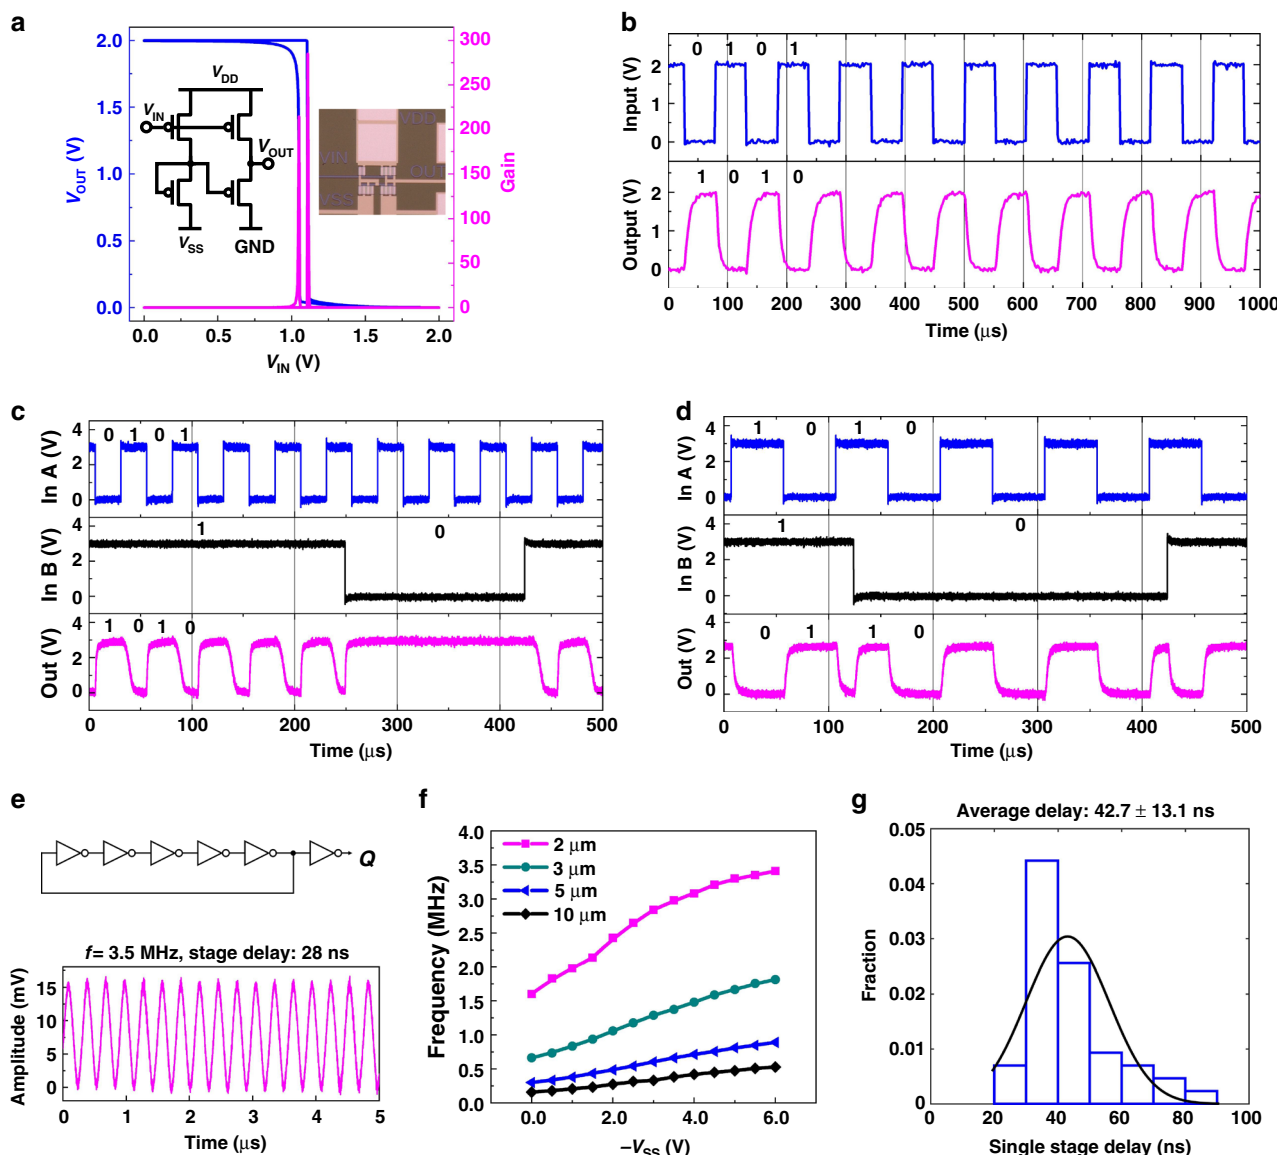 a
2.0
1.5
1.0
0.5
0.0
V_OUT (V)
V_DD
V_IN
V_OUT
V_SS
GND
VDD
VIN
OUT
VSS
300
250
200
150
100
50
0
Gain
0.0 0.5 1.0 1.5 2.0
V_IN (V)
b
Input (V)
2
1
0
0 1 0 1
Output (V)
2
1
0
1 0 1 0
0 100 200 300 400 500 600 700 800 900 1000
Time (μs)
c
In A (V)
4
2
0
0 1 0 1
In B (V)
4
2
0
1 0
Out (V)
4
2
0
1 0 1 0
0 100 200 300 400 500
Time (μs)
d
In A (V)
4
2
0
1 0 1 0
In B (V)
4
2
0
1 0
Out (V)
4
2
0
0 1 1 0
0 100 200 300 400 500
Time (μs)
e
Q
f= 3.5 MHz, stage delay: 28 ns
Amplitude (mV)
15
10
5
0
0 1 2 3 4 5
Time (μs)
f
Frequency (MHz)
4.0
3.5
3.0
2.5
2.0
1.5
1.0
0.5
0.0
2 μm
3 μm
5 μm
10 μm
0.0 2.0 4.0 6.0
–V_SS (V)
g
Average delay: 42.7 ± 13.1 ns
Fraction
0.05
0.04
0.03
0.02
0.01
0
0 20 40 60 80 100
Single stage delay (ns)